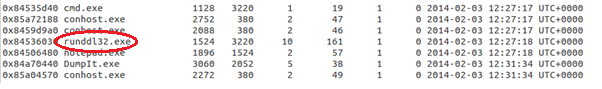 0x84535d40 cmd.exe 1128 3220 1 19 1 0 2014-02-03 12:27:17 UTC+0000
0x85a72188 conhost.exe 2752 380 2 47 1 0 2014-02-03 12:27:17 UTC+0000
0x8459d9a0 conhost.exe 2088 380 2 46 1 0 2014-02-03 12:27:17 UTC+0000
0x84536030 runddl32.exe 1524 3220 10 161 1 0 2014-02-03 12:27:18 UTC+0000
0x84506480 notepad.exe 1896 1524 2 57 1 0 2014-02-03 12:27:18 UTC+0000
0x84a70440 DumpIt.exe 3060 2052 5 38 1 0 2014-02-03 12:31:34 UTC+0000
0x85a04570 conhost.exe 2272 380 2 49 1 0 2014-02-03 12:31:34 UTC+0000